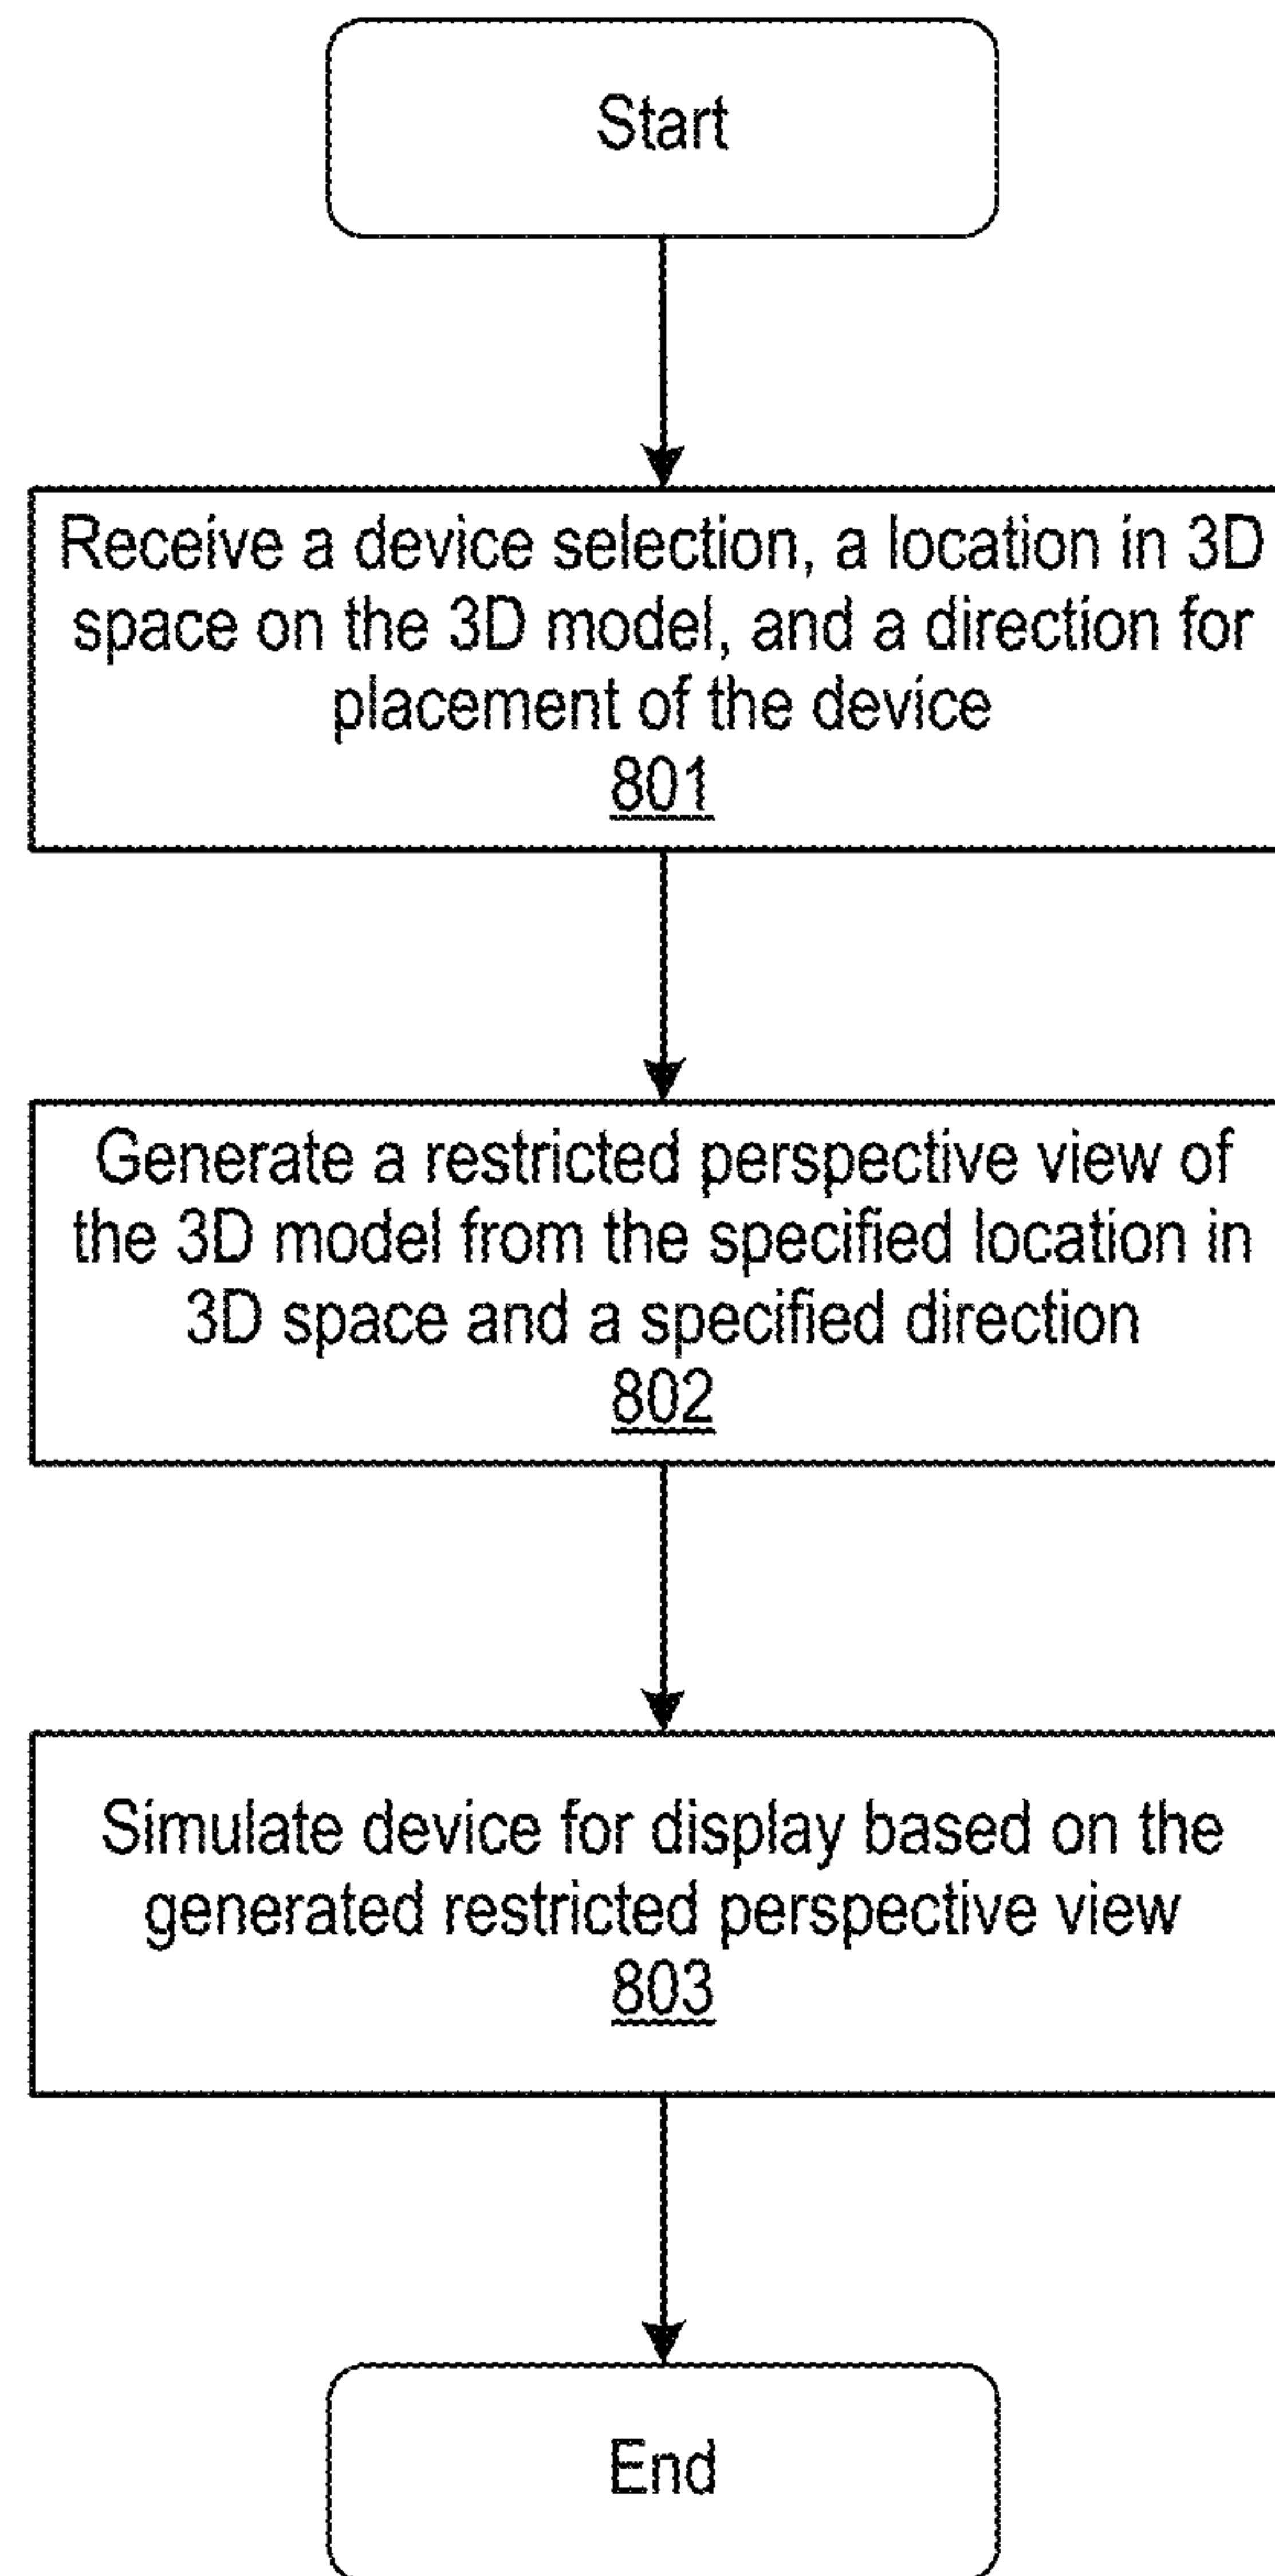 Start
Receive a device selection, a location in 3D
space on the 3D model, and a direction for
placement of the device
801
Generate a restricted perspective view of
the 3D model from the specified location in
3D space and a specified direction
802
Simulate device for display based on the
generated restricted perspective view
803
End